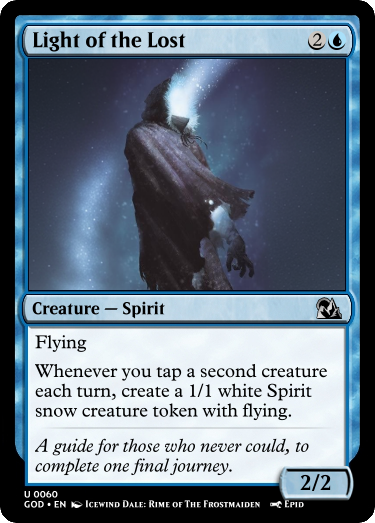 Light of the Lost 2
Creature — Spirit
Flying
Whenever you tap a second creature
each turn, create a 1/1 white Spirit
snow creature token with flying.
A guide for those who never could, to
complete one final journey.
2/2
U 0060
GOD • EN Icewind Dale: Rime of the Frostmaiden Epid